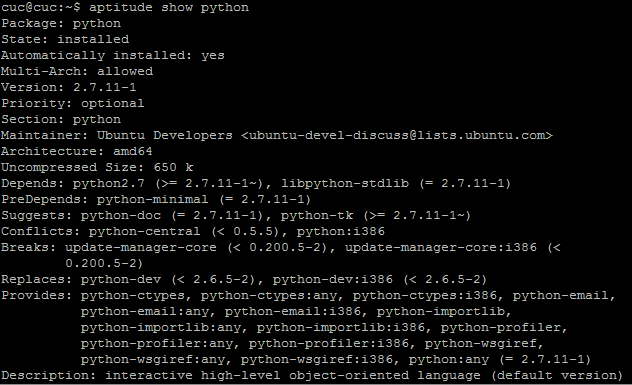 cuc@cuc:~$ aptitude show python
Package: python
State: installed
Automatically installed: yes
Multi-Arch: allowed
Version: 2.7.11-1
Priority: optional
Section: python
Maintainer: Ubuntu Developers <ubuntu-devel-discuss@lists.ubuntu.com>
Architecture: amd64
Uncompressed Size: 650 k
Depends: python2.7 (>= 2.7.11-1~), libpython-stdlib (= 2.7.11-1)
PreDepends: python-minimal (= 2.7.11-1)
Suggests: python-doc (= 2.7.11-1), python-tk (>= 2.7.11-1~)
Conflicts: python-central (< 0.5.5), python:i386
Breaks: update-manager-core (< 0.200.5-2), update-manager-core:i386 (<
0.200.5-2)
Replaces: python-dev (< 2.6.5-2), python-dev:i386 (< 2.6.5-2)
Provides: python-ctypes, python-ctypes:any, python-ctypes:i386, python-email,
python-email:any, python-email:i386, python-importlib,
python-importlib:any, python-importlib:i386, python-profiler,
python-profiler:any, python-profiler:i386, python-wsgiref,
python-wsgiref:any, python-wsgiref:i386, python:any (= 2.7.11-1)
Description: interactive high-level object-oriented language (default version)